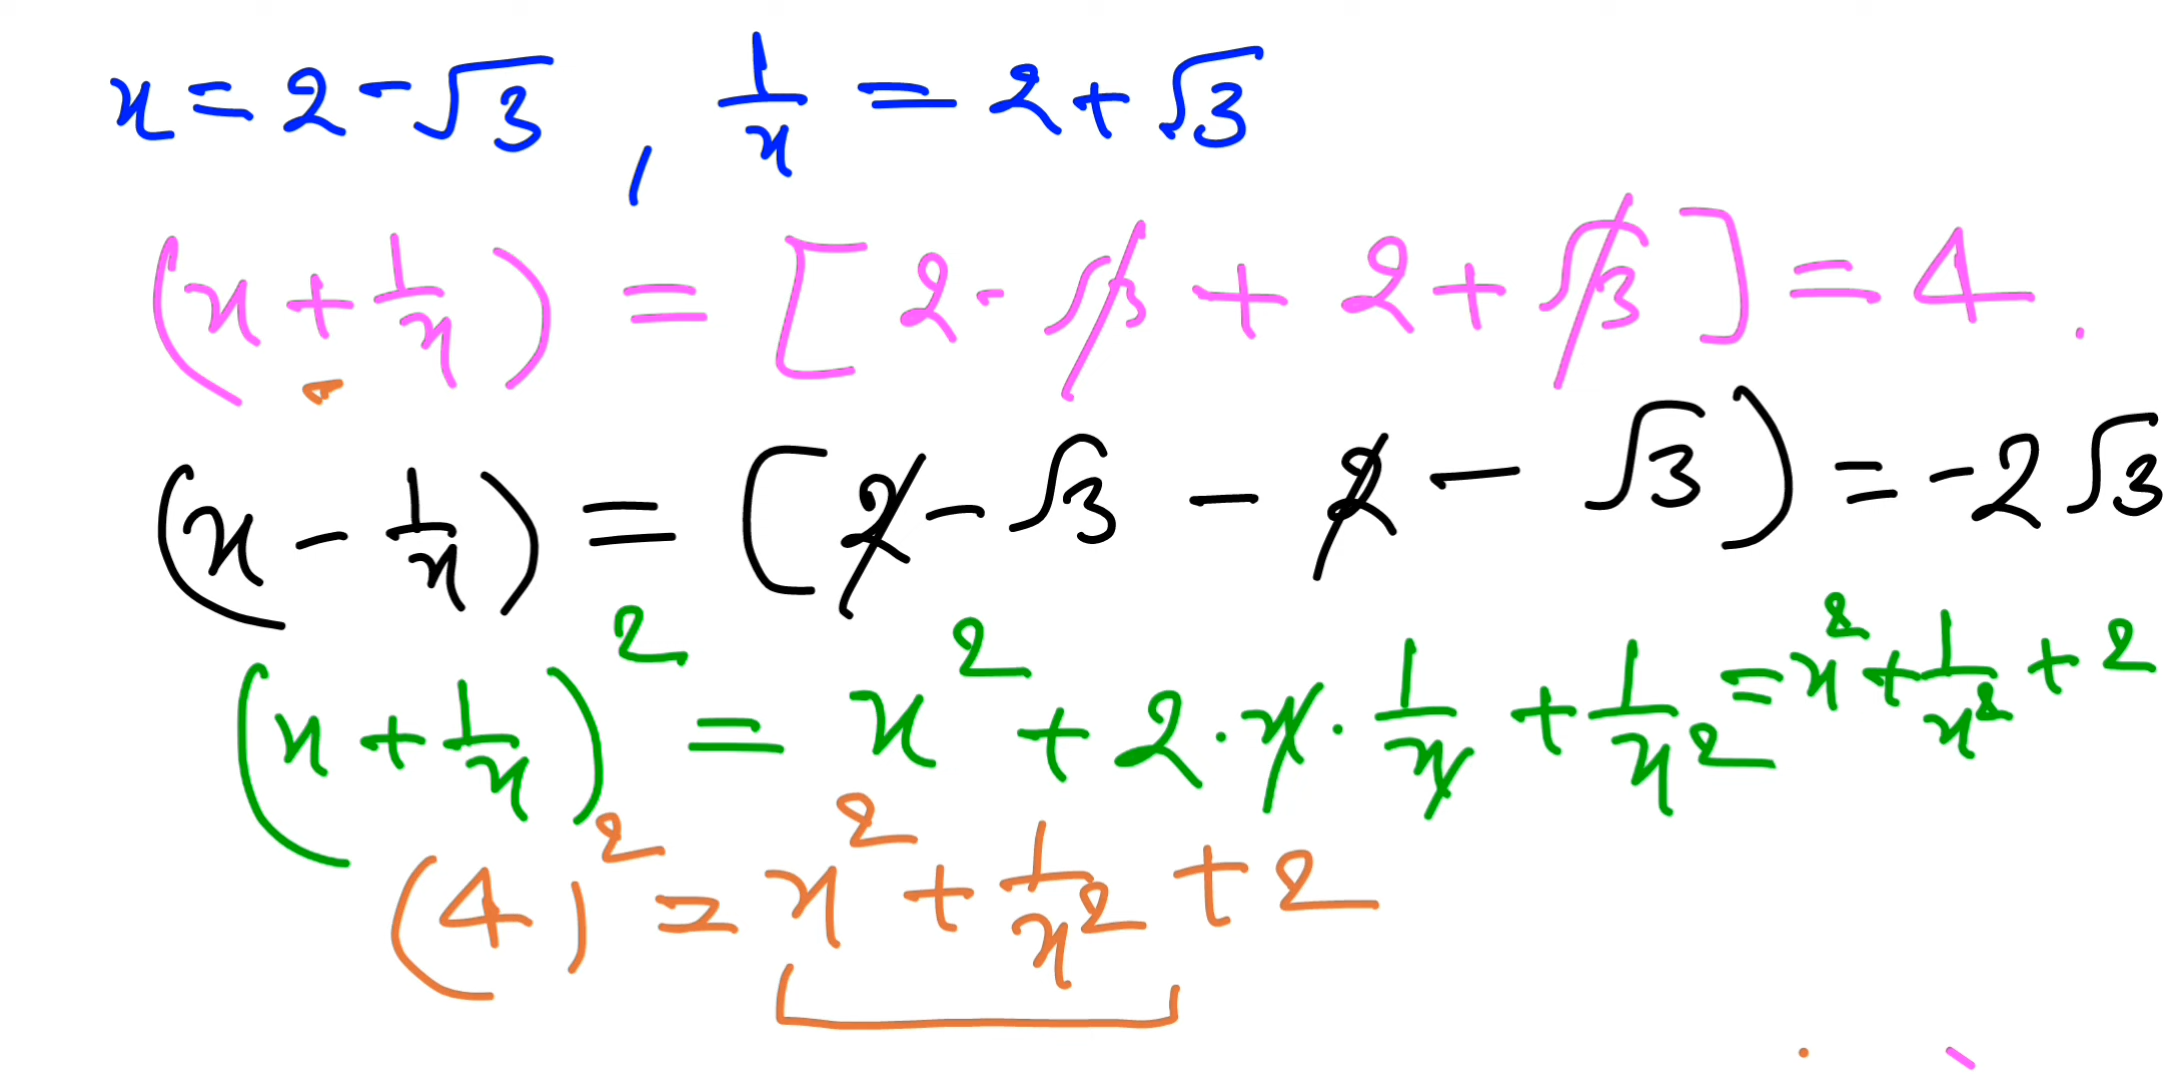 x = 2 - √3 , 1/x = 2 + √3
(x + 1/x) = [2 - √3 + 2 + √3] = 4.
(x - 1/x) = (2 - √3 - 2 - √3) = -2√3
(x + 1/x)² = x² + 2·x·1/x + 1/x² = x² + 1/x² + 2
(4)² = x² + 1/x² + 2